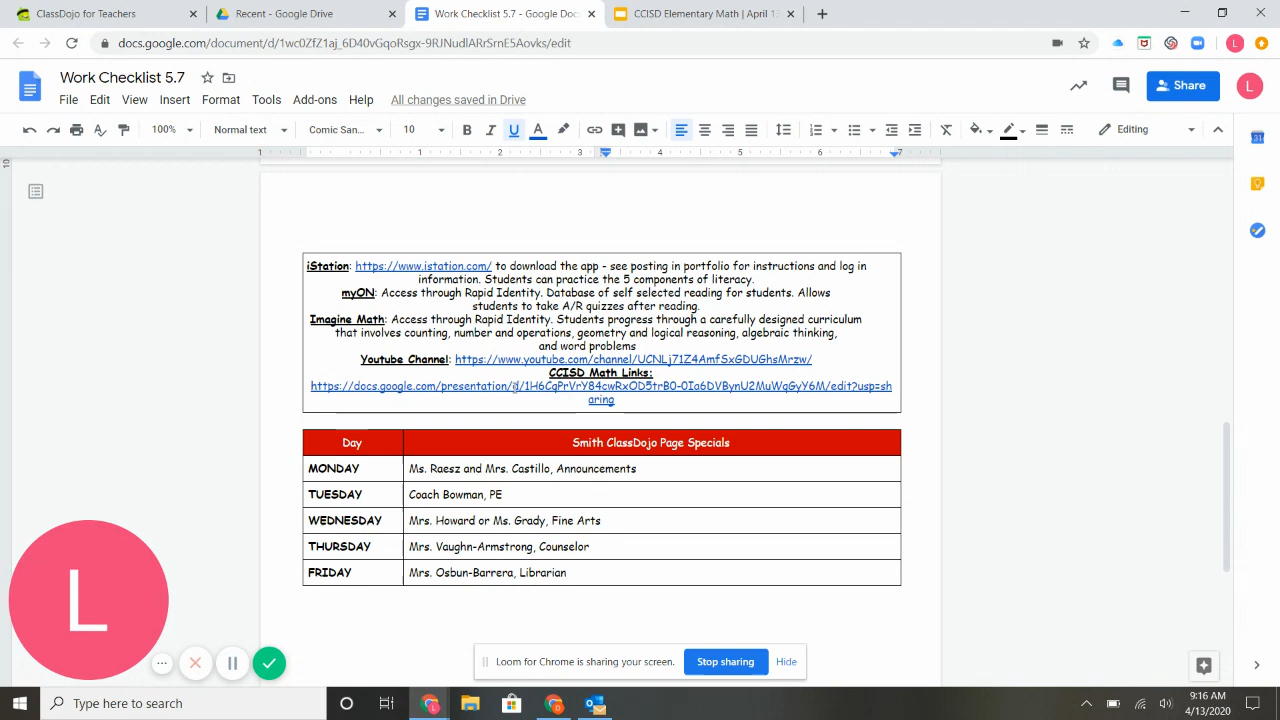 ClassDojo for Teachers
Recent - Google Drive
Work Checklist 5.7 - Google Docs
CCISD Elementary Math | April 13
docs.google.com/document/d/1wc0ZfZ1aj_6D40vGqoRsgx-9RJNudlARrSrnE5Aovks/edit
L
Work Checklist 5.7
File Edit View Insert Format Tools Add-ons Help All changes saved in Drive
Share
L
100% Normal text Comic San... 10 B I U A Editing
1 1 2 3 4 5 6 7
iStation: https://www.istation.com/ to download the app - see posting in portfolio for instructions and log in
information. Students can practice the 5 components of literacy.
myON: Access through Rapid Identity. Database of self selected reading for students. Allows
students to take A/R quizzes after reading.
Imagine Math: Access through Rapid Identity. Students progress through a carefully designed curriculum
that involves counting, number and operations, geometry and logical reasoning, algebraic thinking,
and word problems
Youtube Channel: https://www.youtube.com/channel/UCNLj71Z4AmfSxGDUGhsMrzw/
CCISD Math Links:
https://docs.google.com/presentation/d/1H6CqPrVrY84cwRxOD5trB0-0Ia6DVBynU2MuWqGyY6M/edit?usp=sh
aring
Day Smith ClassDojo Page Specials
MONDAY Ms. Raesz and Mrs. Castillo, Announcements
TUESDAY Coach Bowman, PE
WEDNESDAY Mrs. Howard or Ms. Grady, Fine Arts
THURSDAY Mrs. Vaughn-Armstrong, Counselor
FRIDAY Mrs. Osbun-Barrera, Librarian
L
Loom for Chrome is sharing your screen. Stop sharing Hide
Type here to search
9:16 AM
4/13/2020